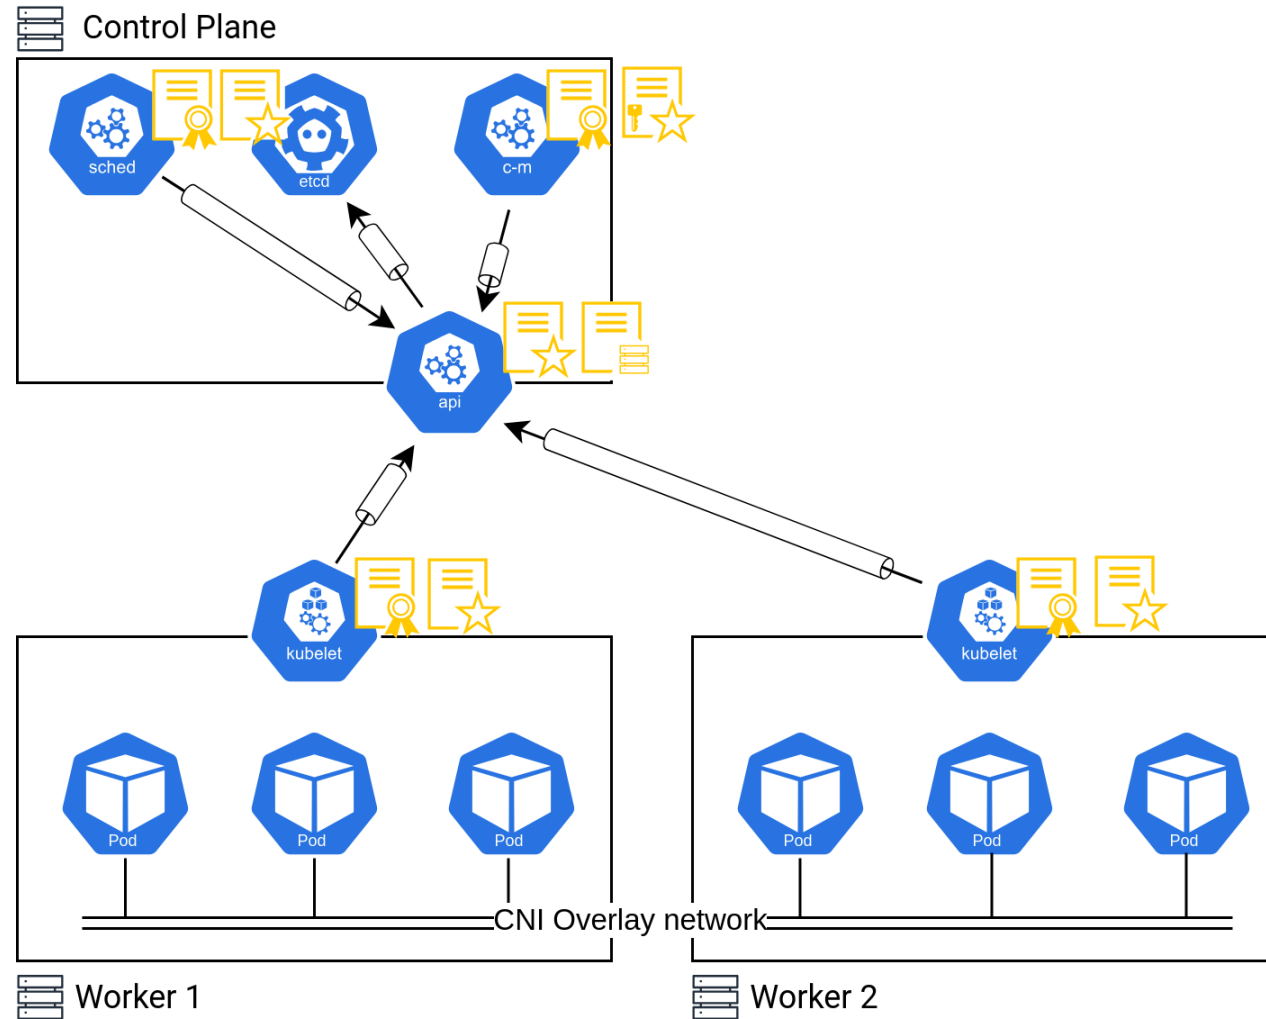 Control Plane
sched
etcd
c-m
api
kubelet
kubelet
Pod
Pod
Pod
Pod
Pod
Pod
CNI Overlay network
Worker 1
Worker 2